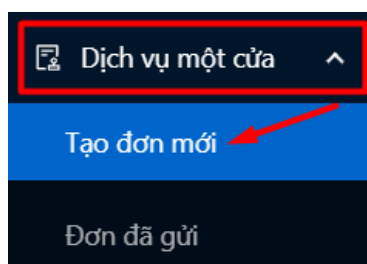 Dịch vụ một cửa
Tạo đơn mới
Đơn đã gửi